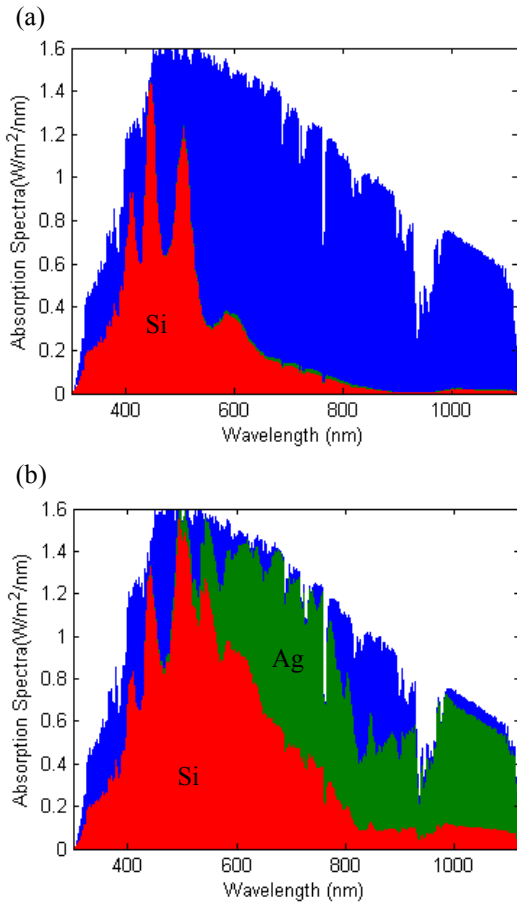 (a)
1.6
1.4
1.2
1
0.8
0.6
0.4
0.2
0
Absorption Spectra(W/m²/nm)
Si
400 600 800 1000
Wavelength (nm)
(b)
1.6
1.4
1.2
1
0.8
0.6
0.4
0.2
0
Absorption Spectra(W/m²/nm)
Ag
Si
400 600 800 1000
Wavelength (nm)